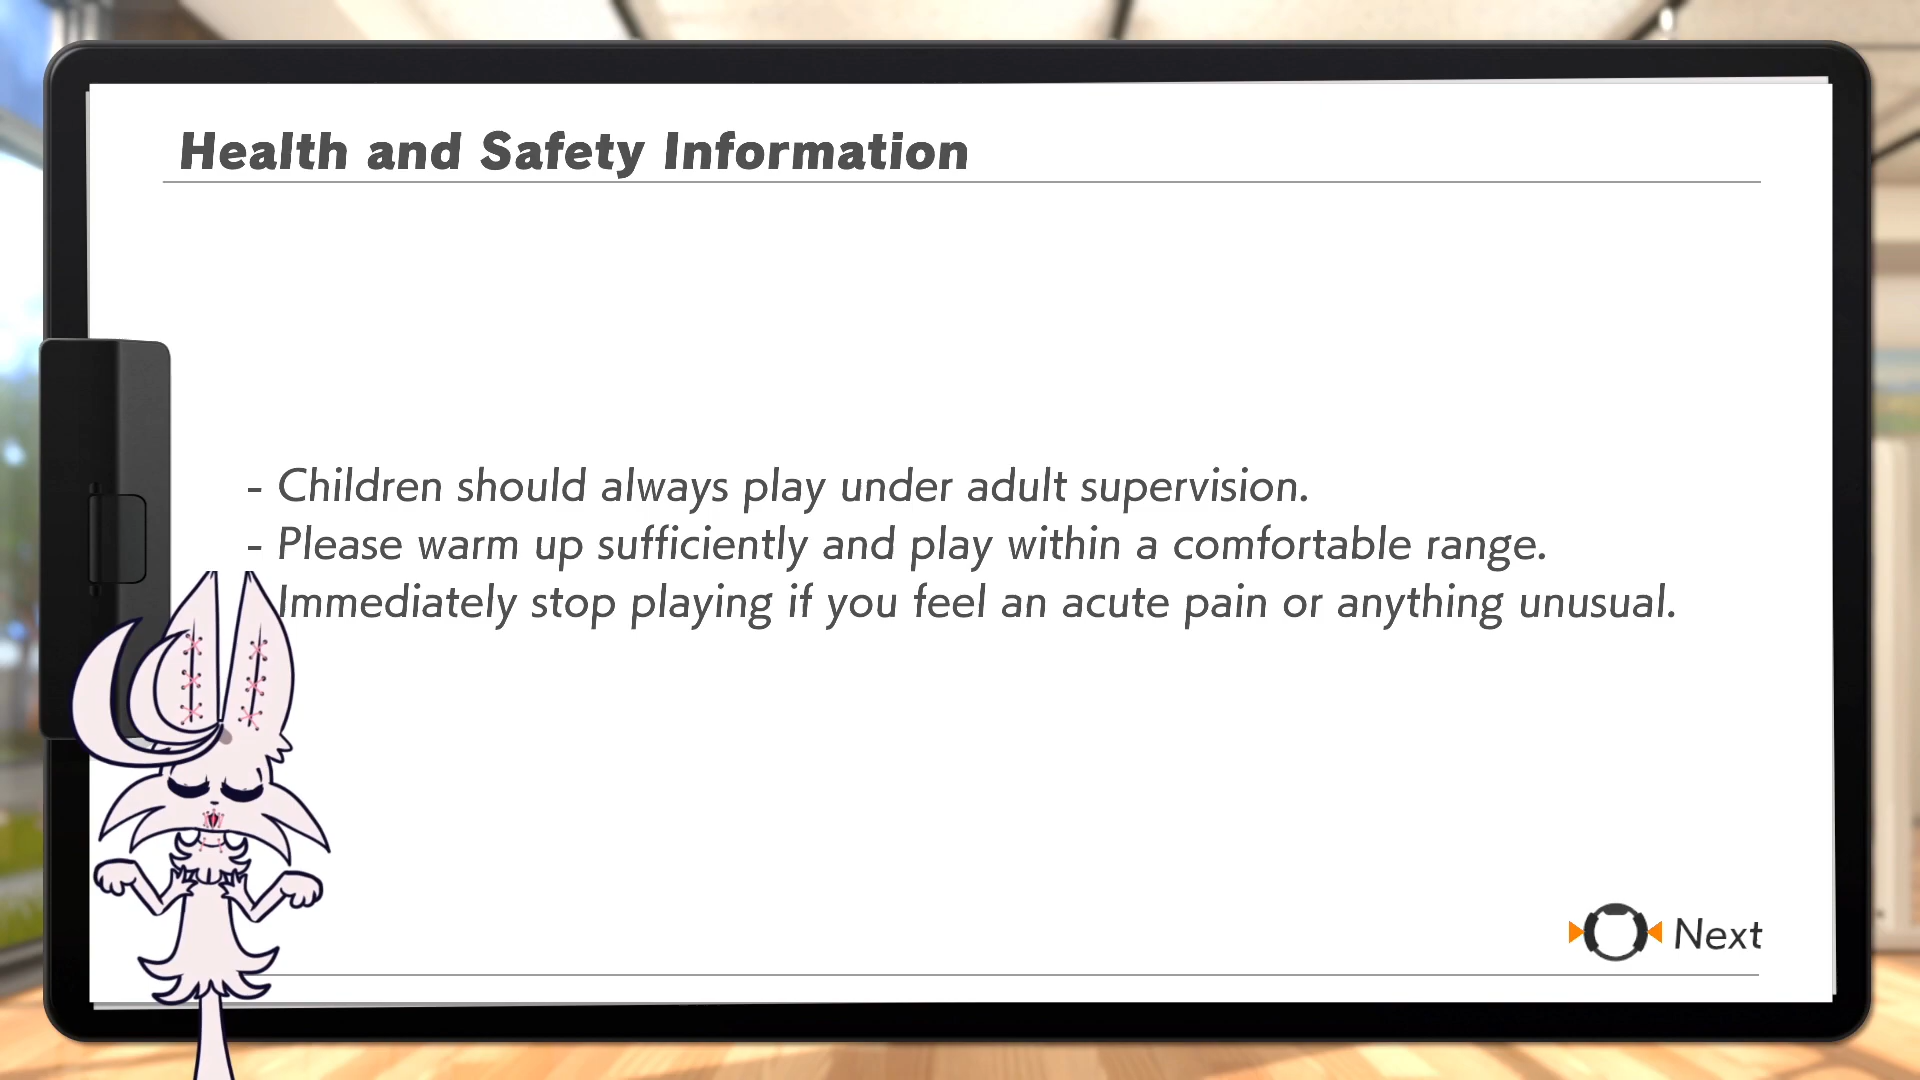 Health and Safety Information
- Children should always play under adult supervision.
- Please warm up sufficiently and play within a comfortable range.
Immediately stop playing if you feel an acute pain or anything unusual.
Next